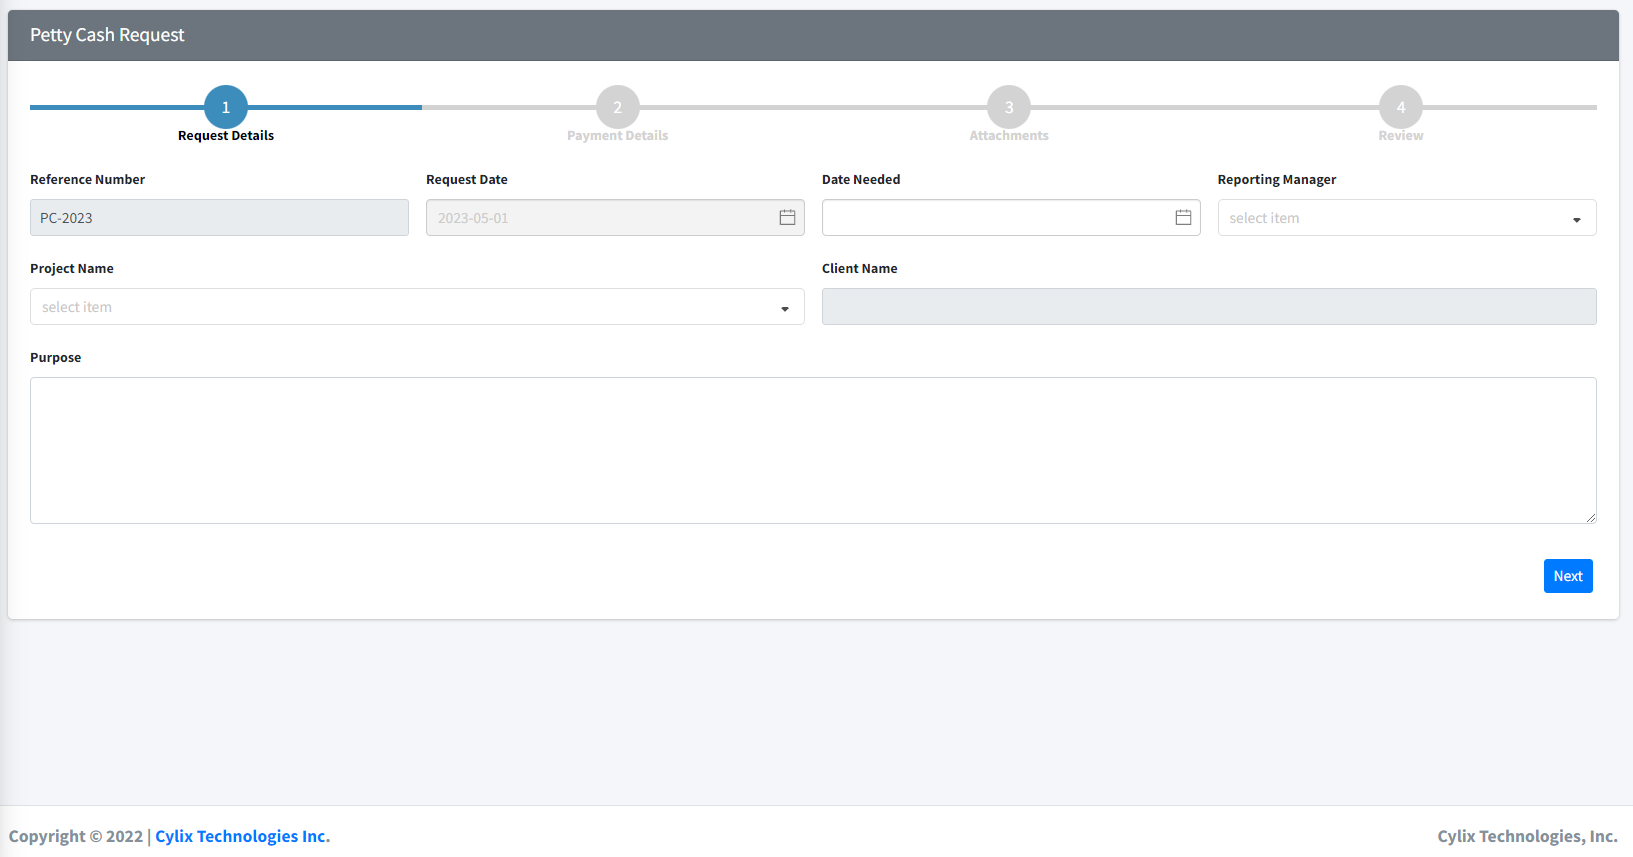 Petty Cash Request
1 2 3 4
Request Details Payment Details Attachments Review
Reference Number Request Date Date Needed Reporting Manager
PC-2023 2023-05-01 select item
Project Name Client Name
select item
Purpose
Next
Copyright © 2022 | Cylix Technologies Inc. Cylix Technologies, Inc.